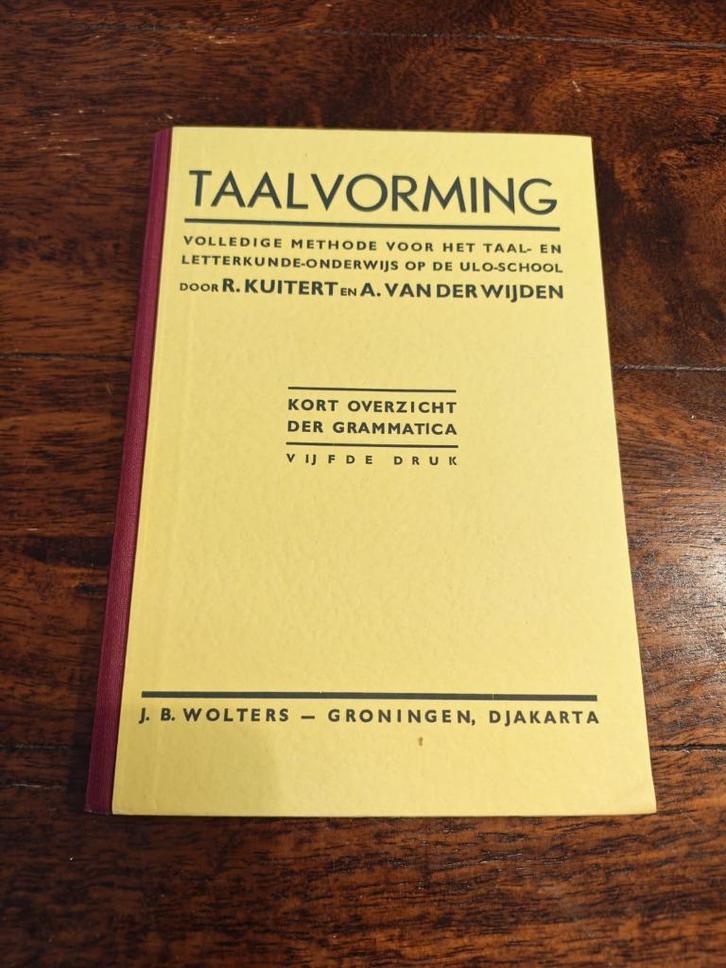 TAALVORMING
VOLLEDIGE METHODE VOOR HET TAAL- EN
LETTERKUNDE-ONDERWIJS OP DE ULO-SCHOOL
DOOR R. KUITERT EN A. VAN DER WIJDEN
KORT OVERZICHT
DER GRAMMATICA
VIJFDE DRUK
J. B. WOLTERS — GRONINGEN, DJAKARTA